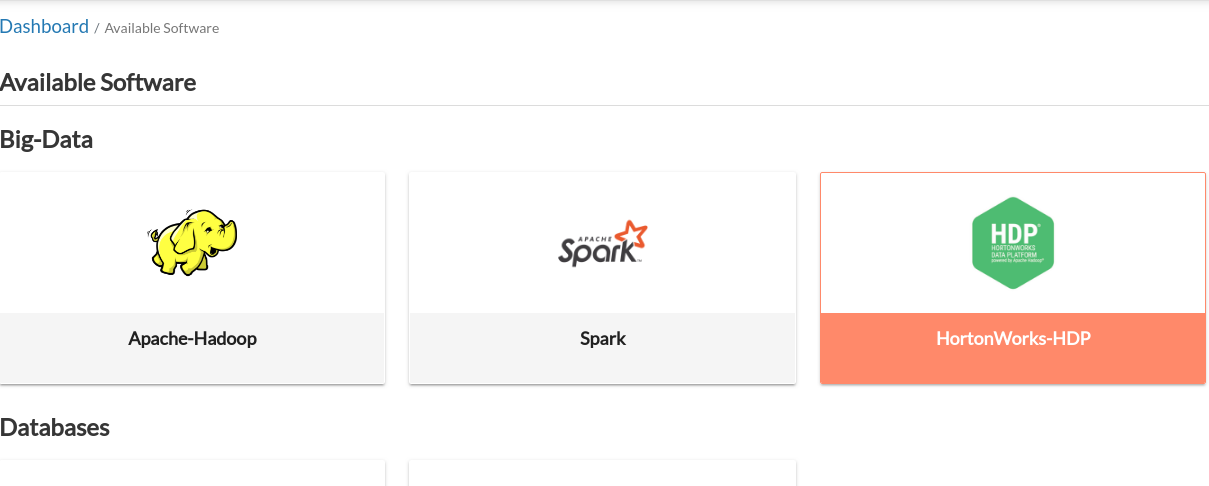 Dashboard / Available Software
Available Software
Big-Data
APACHE
Spark
HDP
HORTONWORKS
DATA PLATFORM
powered by Apache Hadoop
Apache-Hadoop
Spark
HortonWorks-HDP
Databases